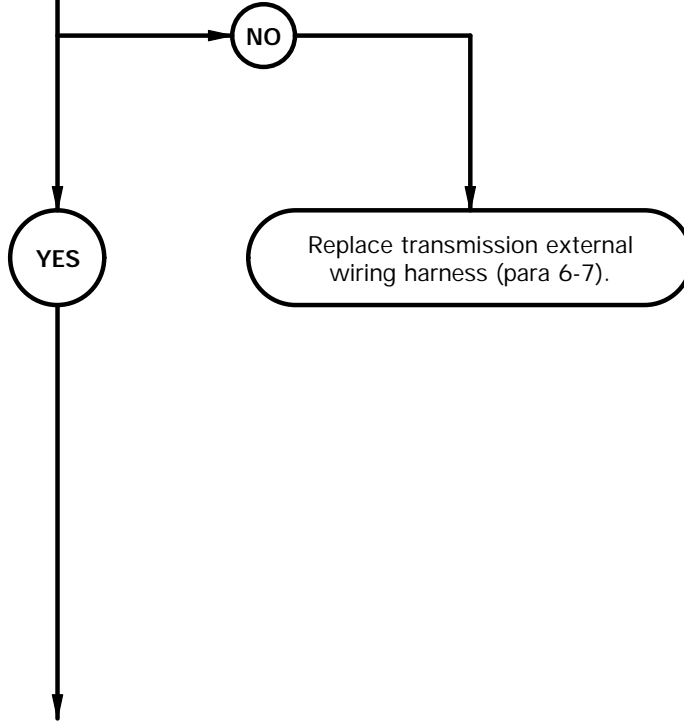 NO
YES
Replace transmission external
wiring harness (para 6-7).